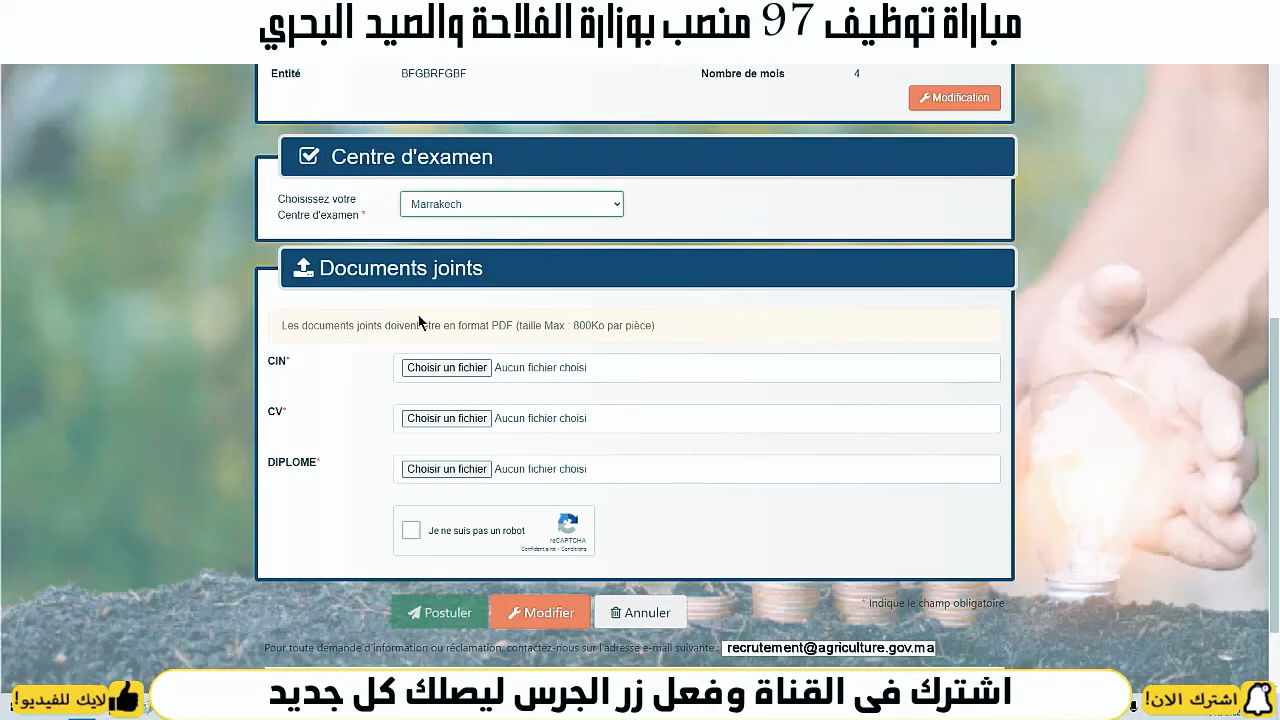 مباراة توظيف 97 منصب بوزارة الفلاحة والصيد البحري
Entité BFGBRFGBF Nombre de mois 4
Modification
Centre d'examen
Choisissez votre
Centre d'examen *
Marrakech
Documents joints
Les documents joints doivent être en format PDF (taille Max : 800Ko par pièce)
CIN* Choisir un fichier Aucun fichier choisi
CV* Choisir un fichier Aucun fichier choisi
DIPLOME* Choisir un fichier Aucun fichier choisi
Je ne suis pas un robot
reCAPTCHA
Confidentialité - Conditions
Postuler Modifier Annuler
* Indique le champ obligatoire
Pour toute demande d'information ou réclamation, contactez-nous sur l'adresse e-mail suivante : recrutement@agriculture.gov.ma
لايك للفيديو!
اشترك في القناة وفعل زر الجرس ليصلك كل جديد
اشترك الان!